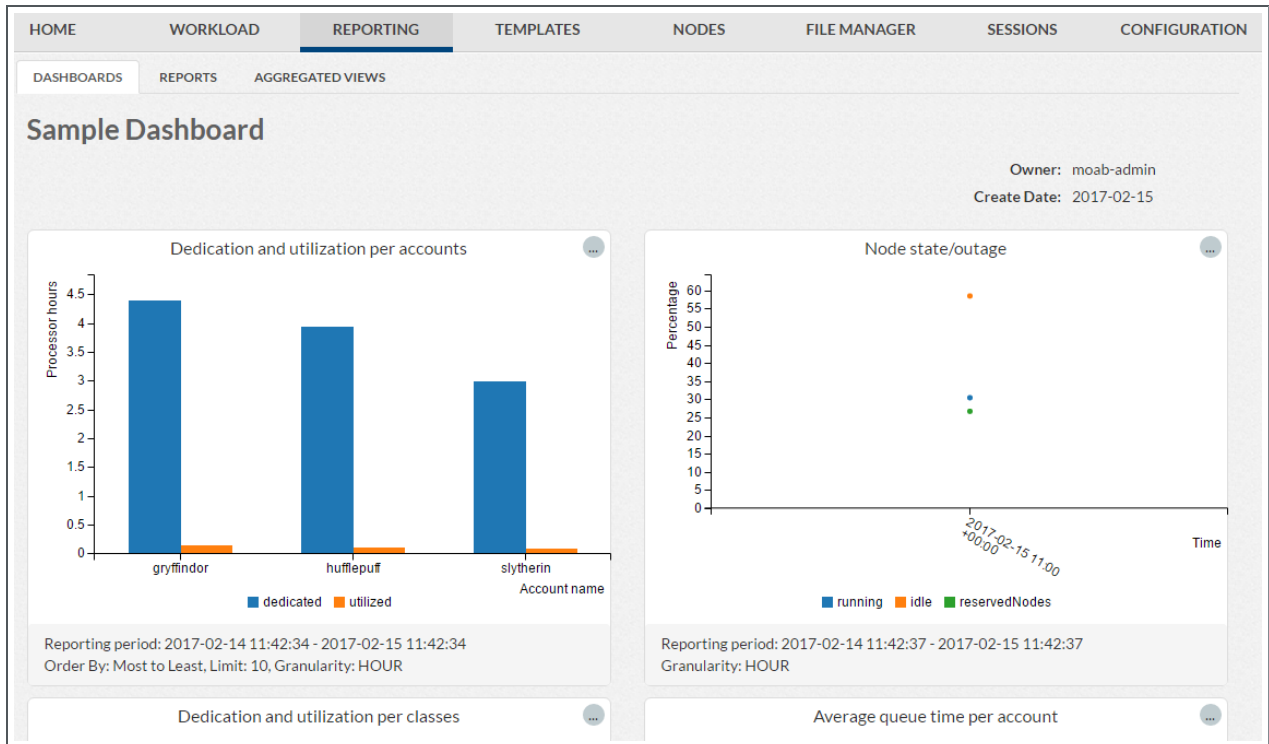 HOME WORKLOAD REPORTING TEMPLATES NODES FILE MANAGER SESSIONS CONFIGURATION
DASHBOARDS REPORTS AGGREGATED VIEWS
Sample Dashboard
Owner: moab-admin
Create Date: 2017-02-15
Dedication and utilization per accounts
...
Processor hours
4.5
4
3.5
3
2.5
2
1.5
1
0.5
0
gryffindor hufflepuff slytherin
Account name
dedicated utilized
Reporting period: 2017-02-14 11:42:34 - 2017-02-15 11:42:34
Order By: Most to Least, Limit: 10, Granularity: HOUR
Node state/outage
...
Percentage
60
55
50
45
40
35
30
25
20
15
10
5
0
2017-02-15 11:00
+00:00
Time
running idle reservedNodes
Reporting period: 2017-02-14 11:42:37 - 2017-02-15 11:42:37
Granularity: HOUR
Dedication and utilization per classes
...
Average queue time per account
...